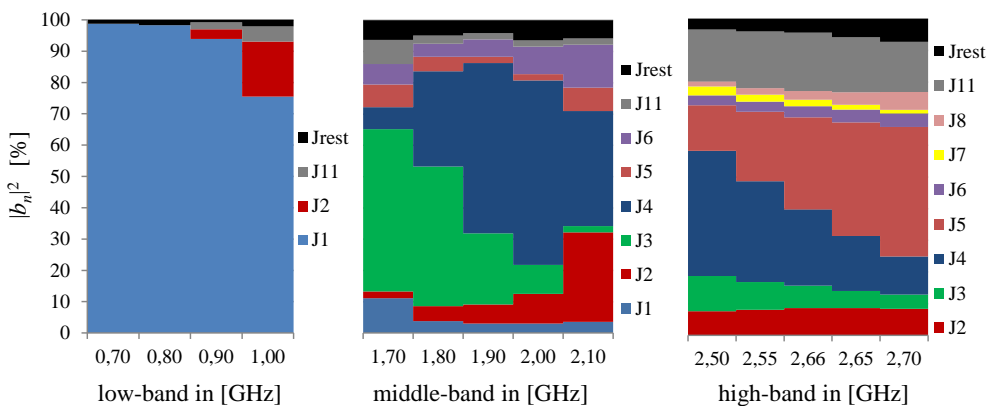 |bₙ|² [%]
100
90
80
70
60
50
40
30
20
10
0
0,70 0,80 0,90 1,00
low-band in [GHz]
Jrest
J11
J2
J1
1,70 1,80 1,90 2,00 2,10
middle-band in [GHz]
Jrest
J11
J6
J5
J4
J3
J2
J1
2,50 2,55 2,66 2,65 2,70
high-band in [GHz]
Jrest
J11
J8
J7
J6
J5
J4
J3
J2